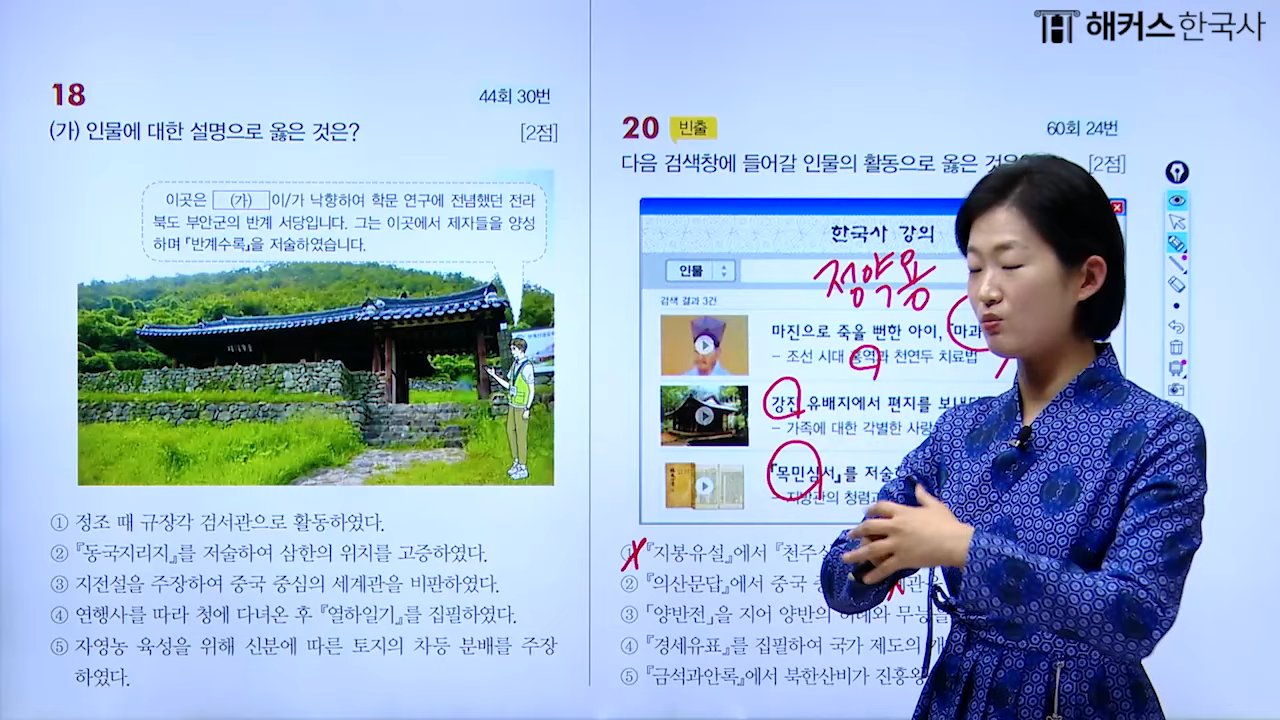 해커스한국사
18
44회 30번
(가) 인물에 대한 설명으로 옳은 것은?
[2점]
이곳은 (가) 이/가 낙향하여 학문 연구에 전념했던 전라
북도 부안군의 반계 서당입니다. 그는 이곳에서 제자들을 양성
하며 『반계수록』을 저술하였습니다.
① 정조 때 규장각 검서관으로 활동하였다.
② 『동국지리지』를 저술하여 삼한의 위치를 고증하였다.
③ 지전설을 주장하여 중국 중심의 세계관을 비판하였다.
④ 연행사를 따라 청에 다녀온 후 『열하일기』를 집필하였다.
⑤ 자영농 육성을 위해 신분에 따른 토지의 차등 분배를 주장
하였다.
20 빈출
60회 24번
다음 검색창에 들어갈 인물의 활동으로 옳은
[2점]
한국사 강의
인물
정약용
검색 결과 3건
마진으로 죽을 뻔한 아이,
- 조선 시대 홍역과 천연두 치료법
강진 유배지에서 편지를
- 가족에 대한 각별한
『목민심서』를
- 지방관의
① 『지봉유설』에서
② 『의산문답』에서 중국
③ 「양반전」을 지어 양반의
④ 『경세유표』를 집필하여 국가 제도의
⑤ 『금석과안록』에서 북한산비가